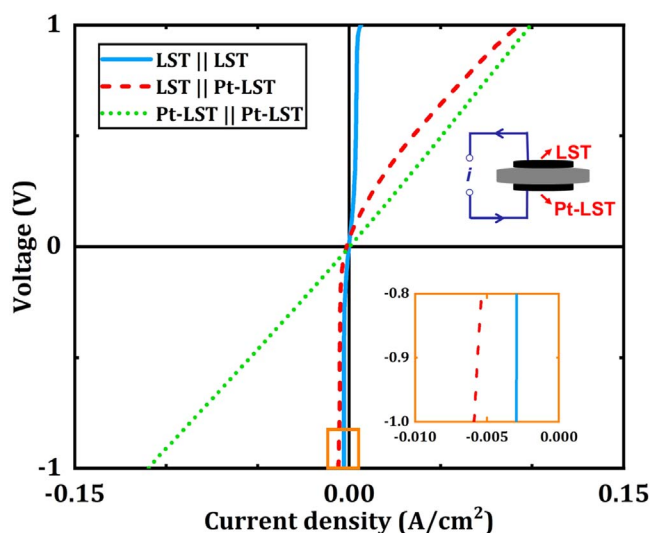 1
LST || LST
LST || Pt-LST
Pt-LST || Pt-LST
LST
i
Pt-LST
Voltage (V)
0
-0.8
-0.9
-1.0
-0.010
-0.005
0.000
-1
-0.15
0.00
0.15
Current density (A/cm²)